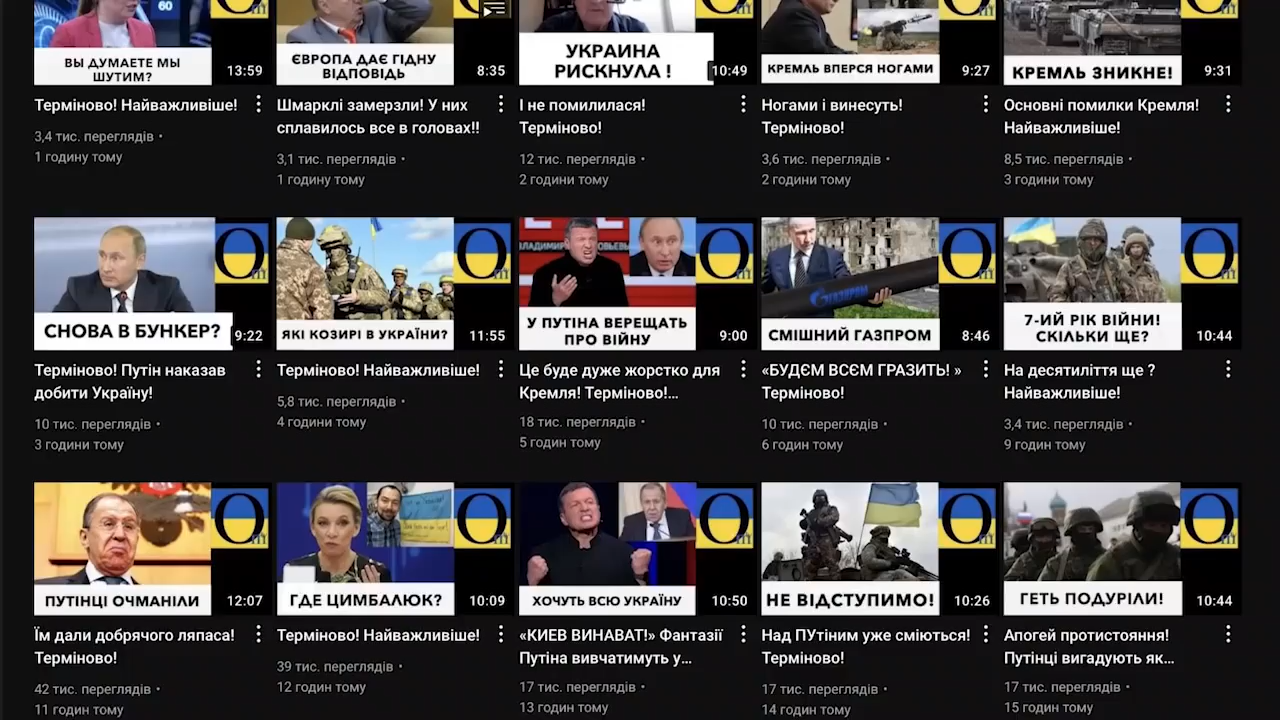 60
ВЫ ДУМАЕТЕ МЫ
ШУТИМ?
13:59
ЄВРОПА ДАЄ ГІДНУ
ВІДПОВІДЬ
8:35
УКРАИНА
РИСКНУЛА !
10:49
КРЕМЛЬ ВПЕРСЯ НОГАМИ
9:27
КРЕМЛЬ ЗНИКНЕ!
9:31
Терміново! Найважливіше!
3,4 тис. переглядів •
1 годину тому
Шмарклі замерзли! У них
сплавилось все в головах!!
3,1 тис. переглядів •
1 годину тому
І не помилилася!
Терміново!
12 тис. переглядів •
2 години тому
Ногами і винесуть!
Терміново!
3,6 тис. переглядів •
2 години тому
Основні помилки Кремля!
Найважливіше!
8,5 тис. переглядів •
3 години тому
СНОВА В БУНКЕР?
9:22
ЯКІ КОЗИРІ В УКРАЇНИ?
11:55
У ПУТІНА ВЕРЕЩАТЬ
ПРО ВІЙНУ
9:00
ГАЗПРОМ
СМІШНИЙ ГАЗПРОМ
8:46
7-ИЙ РІК ВІЙНИ!
СКІЛЬКИ ЩЕ?
10:44
Терміново! Путін наказав
добити Україну!
10 тис. переглядів •
3 години тому
Терміново! Найважливіше!
5,8 тис. переглядів •
4 години тому
Це буде дуже жорстко для
Кремля! Терміново!...
18 тис. переглядів •
5 годин тому
«БУДЄМ ВСЄМ ГРАЗИТЬ! »
Терміново!
10 тис. переглядів •
6 годин тому
На десятиліття ще ?
Найважливіше!
3,4 тис. переглядів •
9 годин тому
ПУТІНЦІ ОЧМАНІЛИ
12:07
ГДЕ ЦИМБАЛЮК?
10:09
ХОЧУТЬ ВСЮ УКРАЇНУ
10:50
НЕ ВІДСТУПИМО!
10:26
ГЕТЬ ПОДУРІЛИ!
10:44
Їм дали добрячого ляпаса!
Терміново!
42 тис. переглядів •
11 годин тому
Терміново! Найважливіше!
39 тис. переглядів •
12 годин тому
«КИЕВ ВИНАВАТ!» Фантазії
Путіна вивчатимуть у...
17 тис. переглядів •
13 годин тому
Над ПУтіним уже сміються!
Терміново!
17 тис. переглядів •
14 годин тому
Апогей протистояння!
Путінці вигадують як...
17 тис. переглядів •
15 годин тому